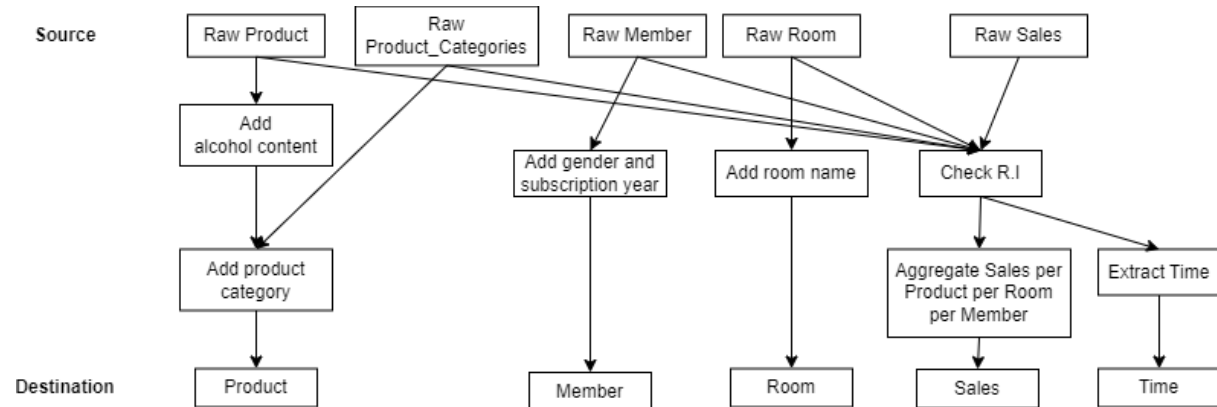 Source
Raw Product
Raw
Product_Categories
Raw Member
Raw Room
Raw Sales
Add
alcohol content
Add gender and
subscription year
Add room name
Check R.I
Add product
category
Aggregate Sales per
Product per Room
per Member
Extract Time
Destination
Product
Member
Room
Sales
Time